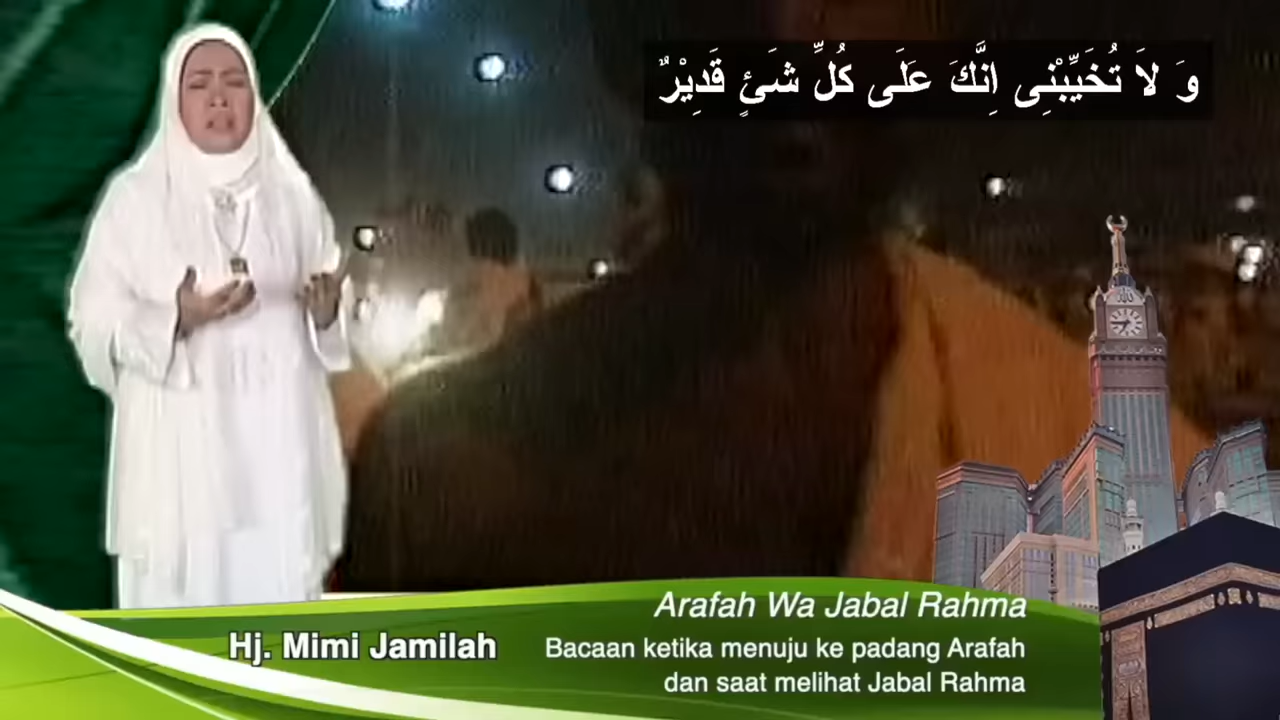 وَ لاَ تُخَيِّبْنِى اِنَّكَ عَلَى كُلِّ شَئٍ قَدِيْرٌ
Arafah Wa Jabal Rahma
Hj. Mimi Jamilah
Bacaan ketika menuju ke padang Arafah
dan saat melihat Jabal Rahma